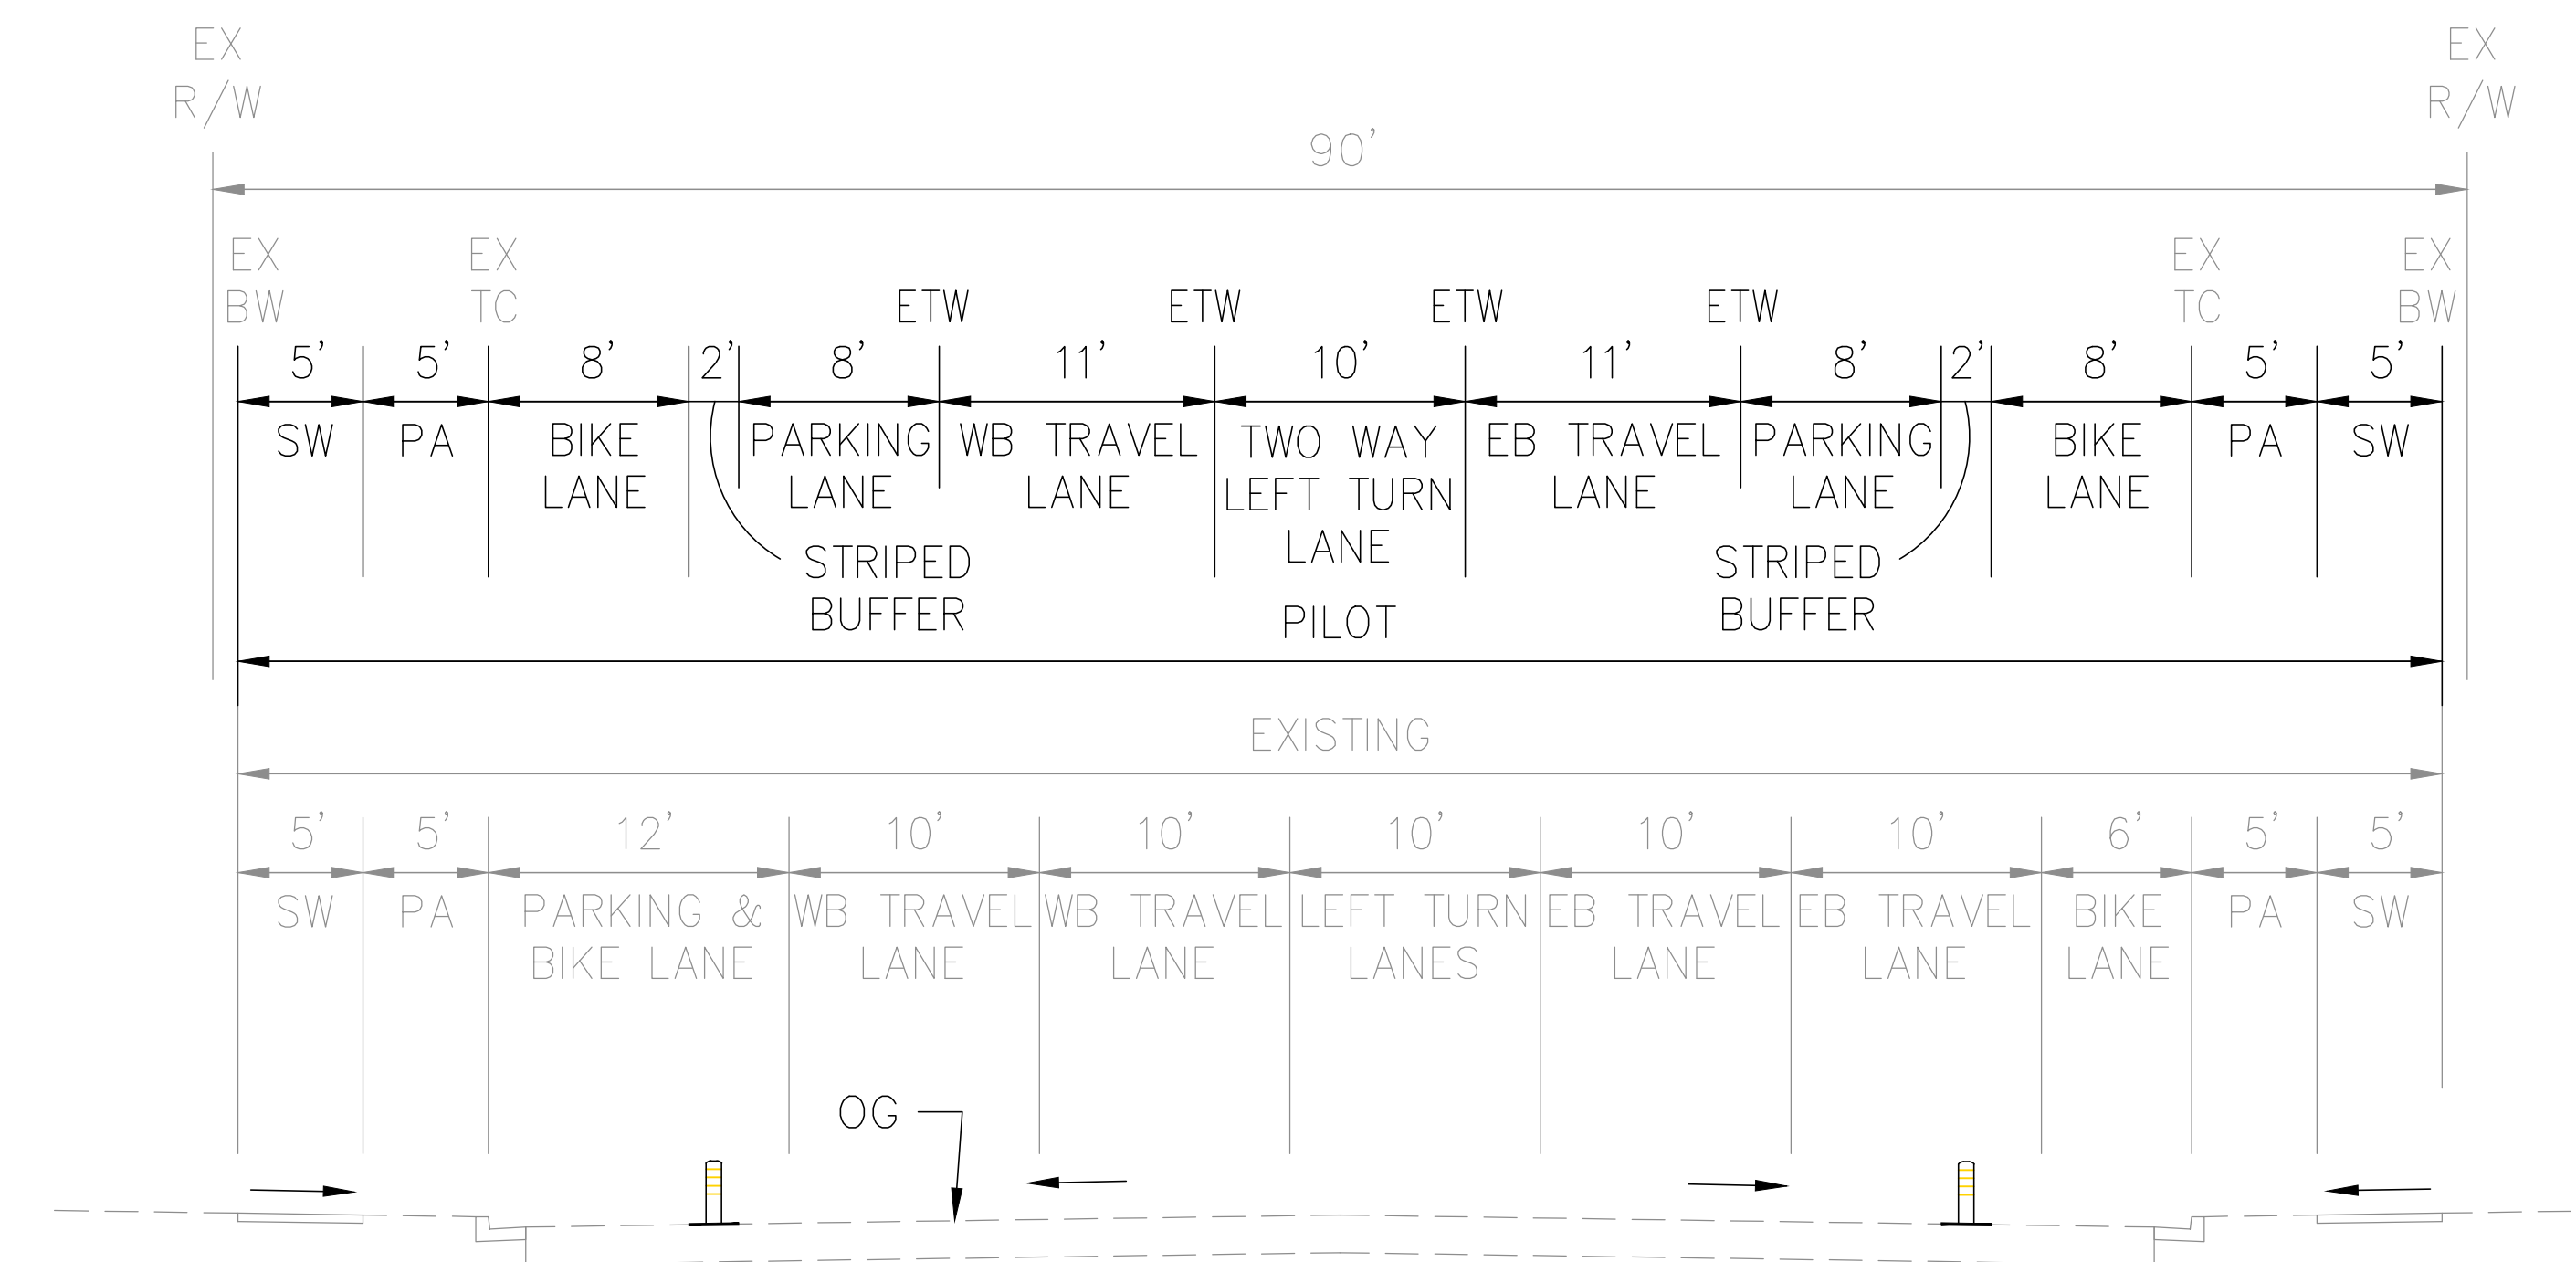 EX
R/W
EX
R/W
90'
EX
BW
EX
TC
ETW
ETW
ETW
ETW
EX
TC
EX
BW
5' 5' 8' 2' 8' 11' 10' 11' 8' 2' 8' 5' 5'
SW
PA
BIKE
LANE
PARKING
LANE
WB TRAVEL
LANE
TWO WAY
LEFT TURN
LANE
EB TRAVEL
LANE
PARKING
LANE
BIKE
LANE
PA
SW
STRIPED
BUFFER
STRIPED
BUFFER
PILOT
EXISTING
5' 5' 12' 10' 10' 10' 10' 10' 6' 5' 5'
SW
PA
PARKING &
BIKE LANE
WB TRAVEL
LANE
WB TRAVEL
LANE
LEFT TURN
LANES
EB TRAVEL
LANE
EB TRAVEL
LANE
BIKE
LANE
PA
SW
OG